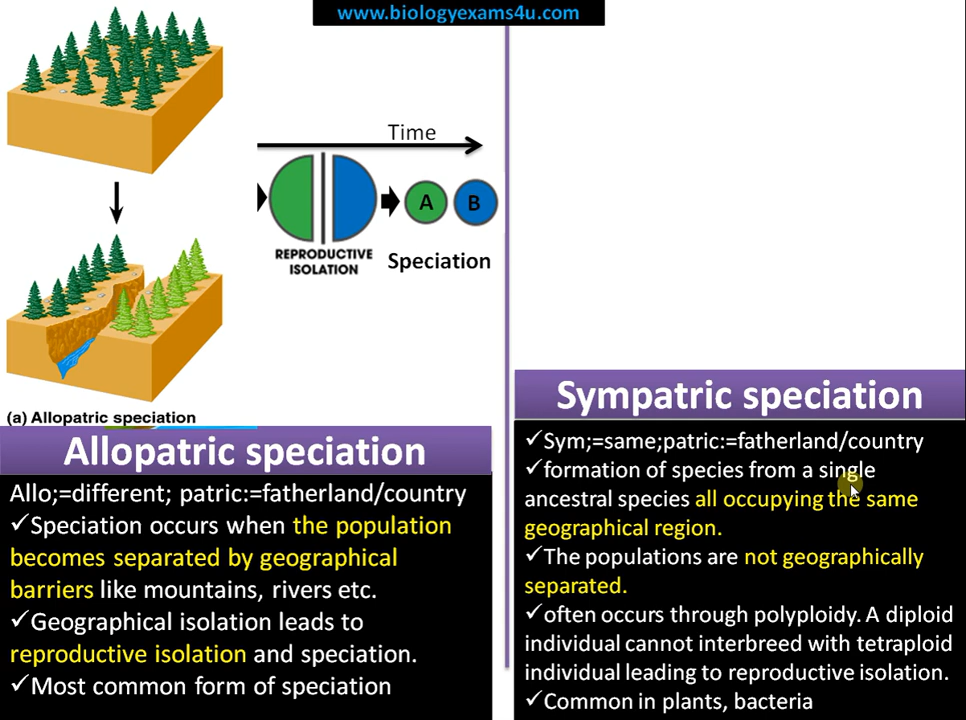 www.biologyexams4u.com
Time
A
B
REPRODUCTIVE
ISOLATION
Speciation
(a) Allopatric speciation
Allopatric speciation
Allo;=different; patric:=fatherland/country
✓Speciation occurs when the population
becomes separated by geographical
barriers like mountains, rivers etc.
✓Geographical isolation leads to
reproductive isolation and speciation.
✓Most common form of speciation
Sympatric speciation
✓Sym;=same;patric:=fatherland/country
✓formation of species from a single
ancestral species all occupying the same
geographical region.
✓The populations are not geographically
separated.
✓often occurs through polyploidy. A diploid
individual cannot interbreed with tetraploid
individual leading to reproductive isolation.
✓Common in plants, bacteria